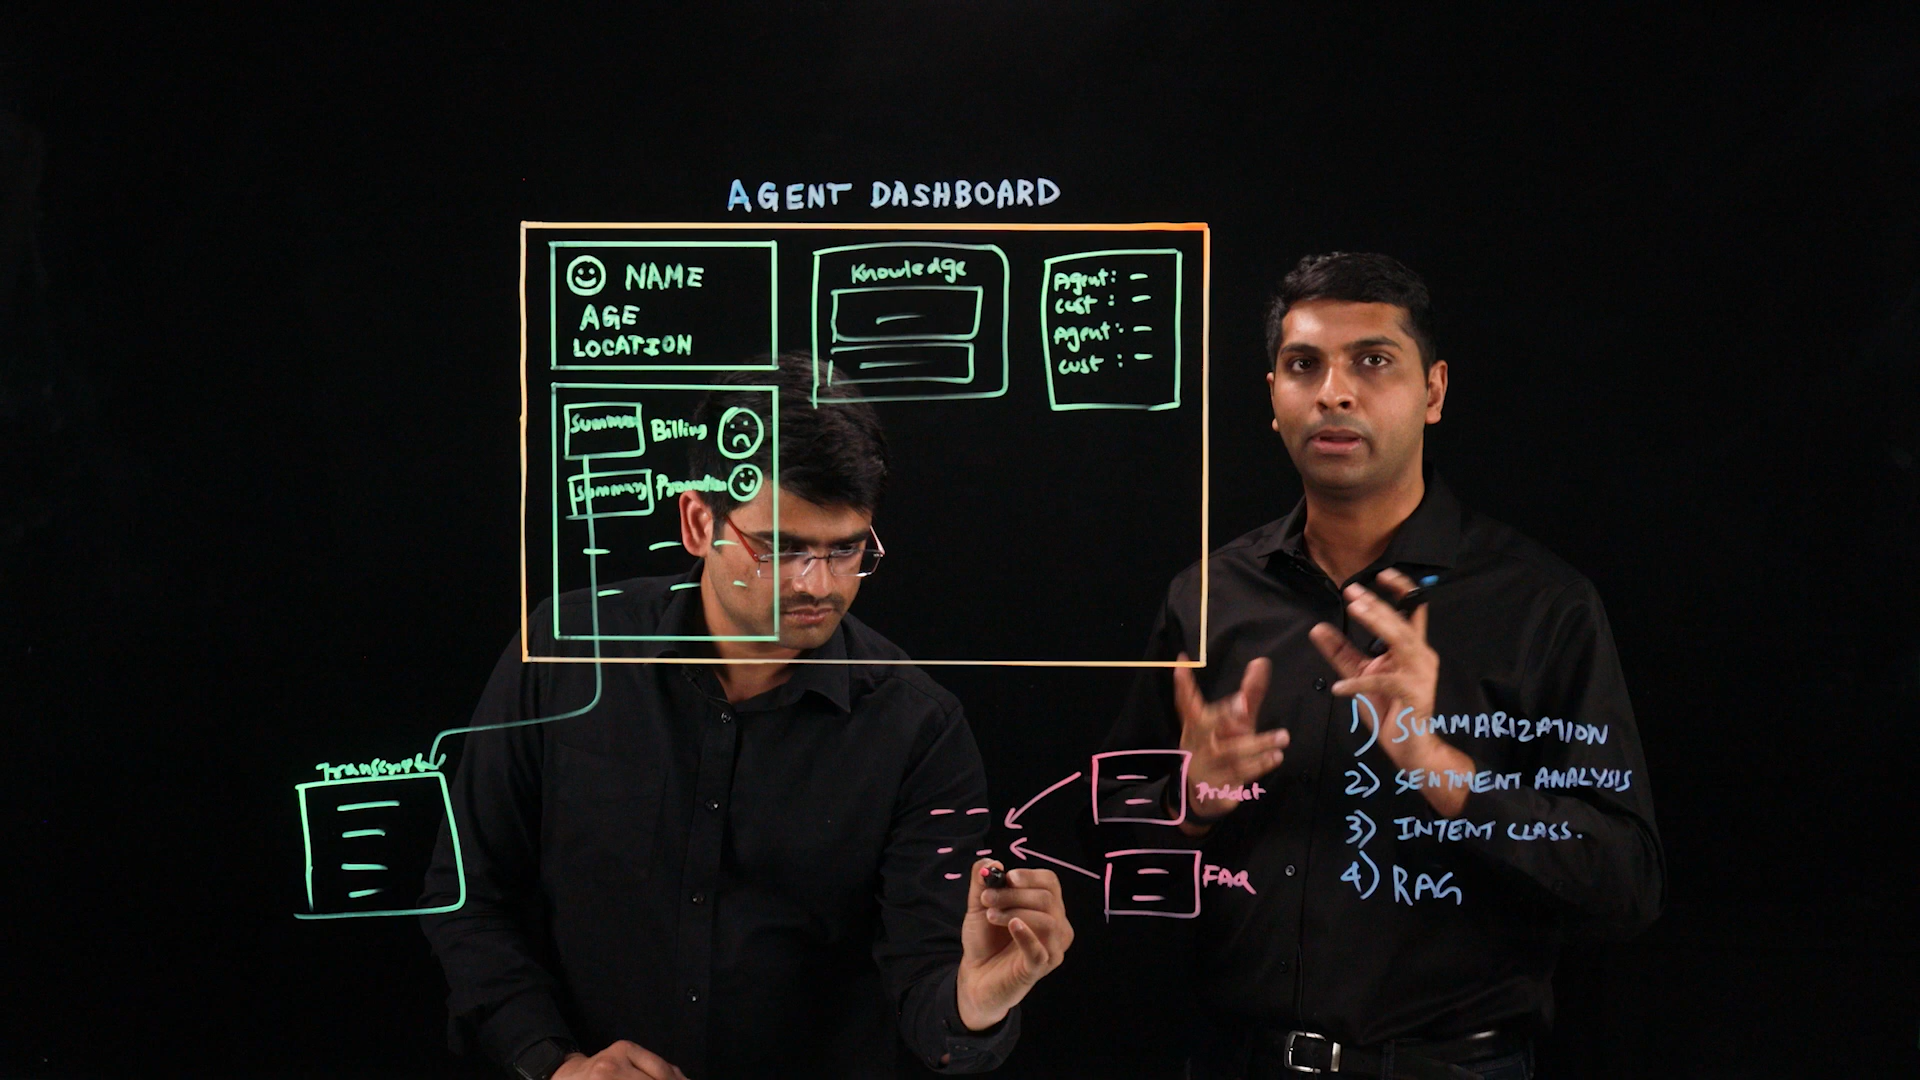 AGENT DASHBOARD
NAME
AGE
LOCATION
Knowledge
Agent: –
Cust : –
Agent: –
Cust : –
Billing
Summary
Transcript
Product
FAQ
1) SUMMARIZATION
2) SENTIMENT ANALYSIS
3) INTENT CLASS.
4) RAG